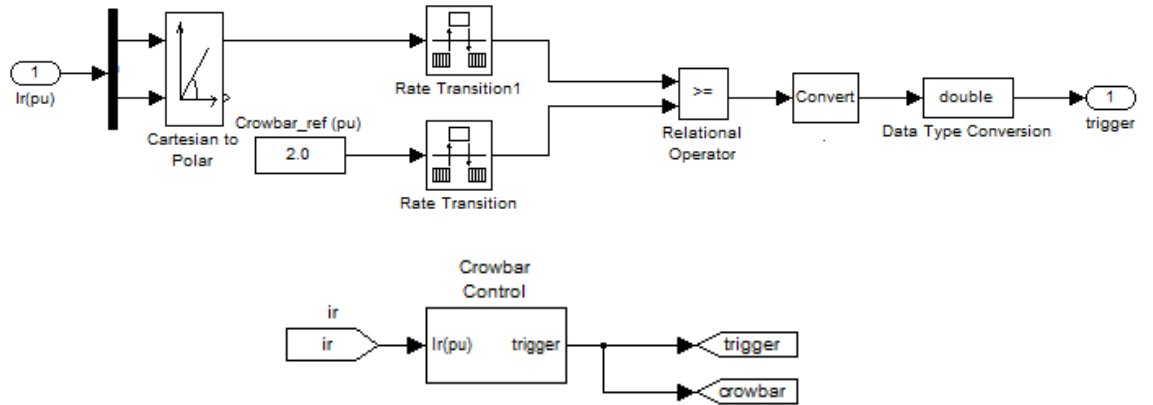 1
Ir(pu)
Cartesian to
Polar
Crowbar_ref (pu)
2.0
Rate Transition1
Rate Transition
>=
Relational
Operator
Convert
double
Data Type Conversion
1
trigger
Crowbar
Control
ir
ir
Ir(pu)
trigger
trigger
crowbar